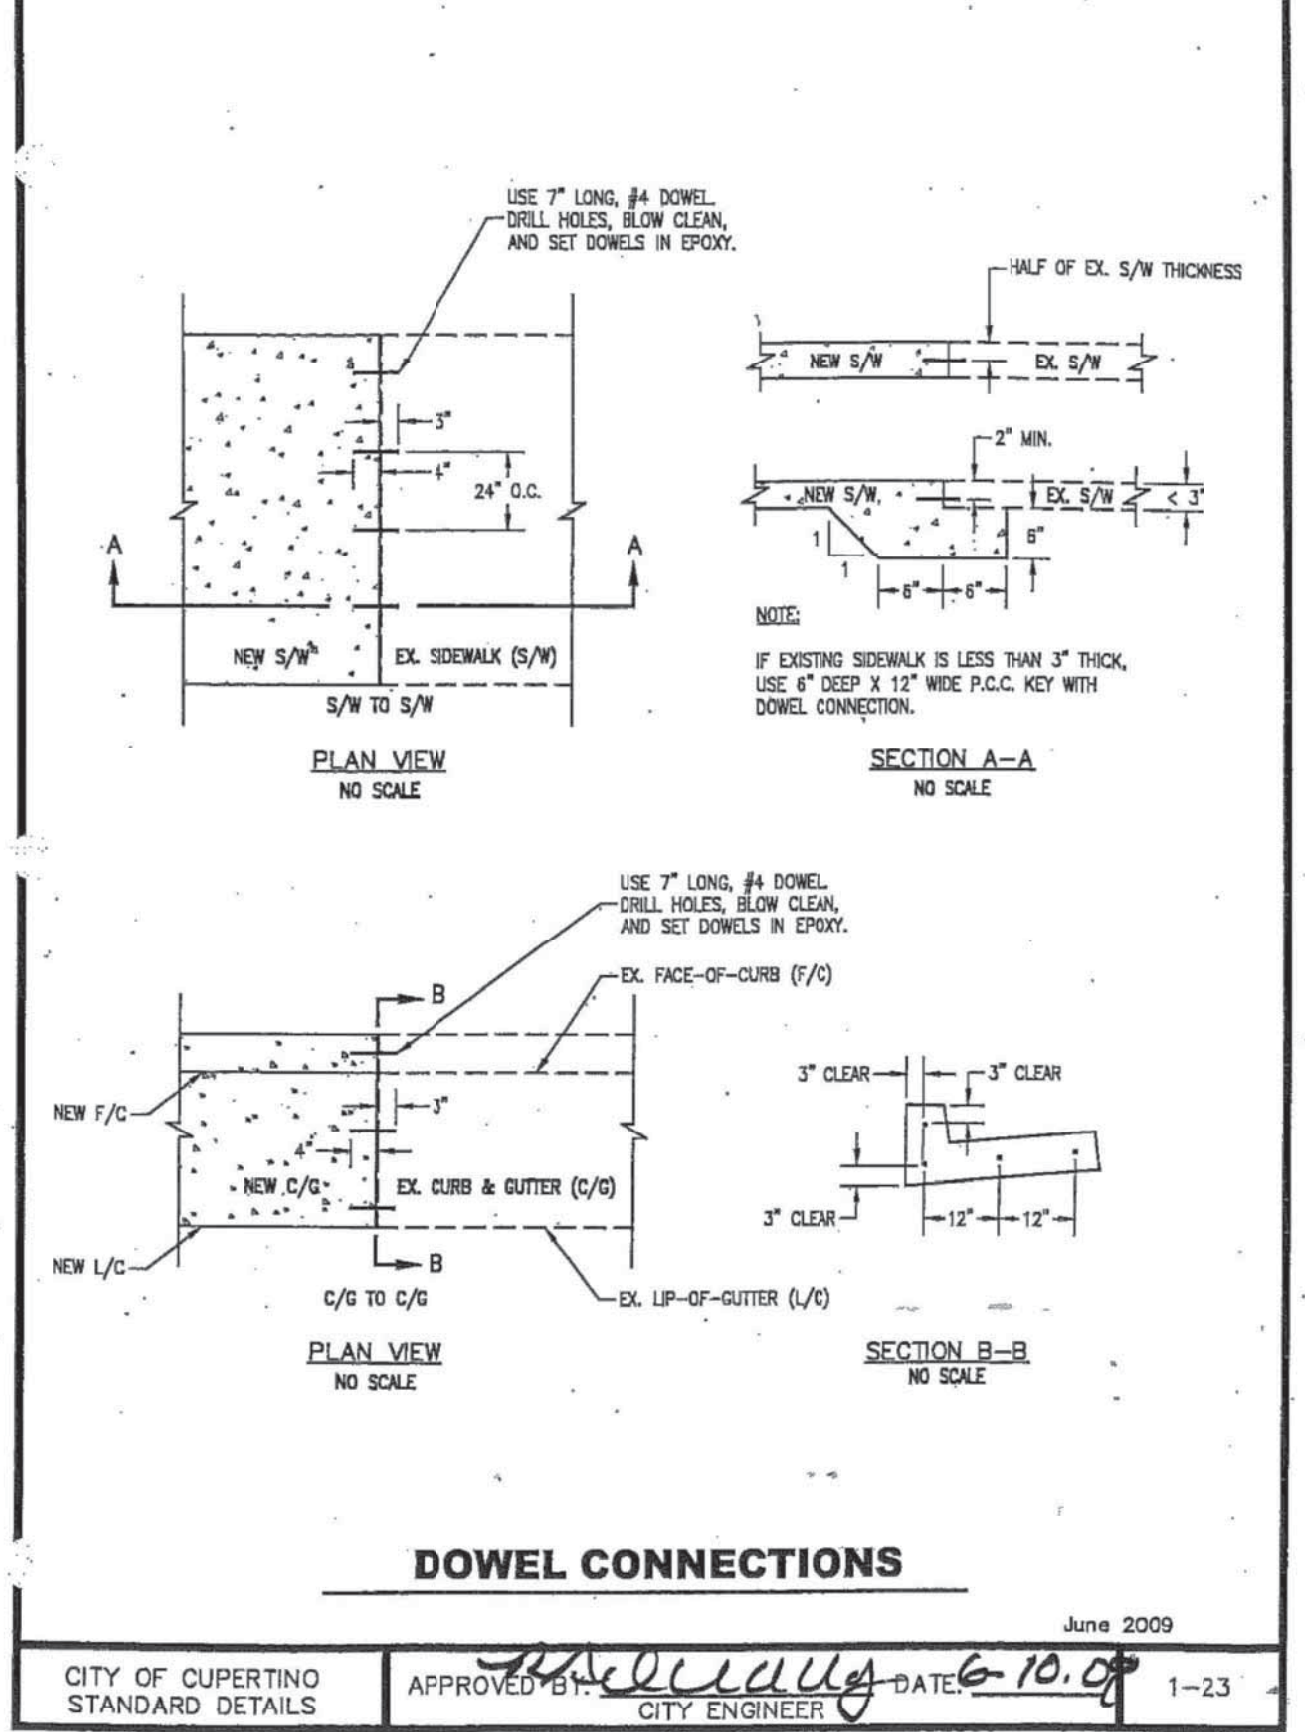 USE 7" LONG, #4 DOWEL
DRILL HOLES, BLOW CLEAN,
AND SET DOWELS IN EPOXY.
3"
4"
24" O.C.
A
A
NEW S/W
EX. SIDEWALK (S/W)
S/W TO S/W
PLAN VIEW
NO SCALE
HALF OF EX. S/W THICKNESS
NEW S/W
EX. S/W
2" MIN.
NEW S/W
EX. S/W
< 3"
6"
1
1
6"
6"
NOTE:
IF EXISTING SIDEWALK IS LESS THAN 3" THICK,
USE 6" DEEP X 12" WIDE P.C.C. KEY WITH
DOWEL CONNECTION.
SECTION A-A
NO SCALE
USE 7" LONG, #4 DOWEL
DRILL HOLES, BLOW CLEAN,
AND SET DOWELS IN EPOXY.
EX. FACE-OF-CURB (F/C)
B
NEW F/C
3"
4"
NEW C/G
EX. CURB & GUTTER (C/G)
NEW L/G
B
C/G TO C/G
EX. LIP-OF-GUTTER (L/G)
PLAN VIEW
NO SCALE
3" CLEAR
3" CLEAR
3" CLEAR
12"
12"
SECTION B-B
NO SCALE
DOWEL CONNECTIONS
June 2009
CITY OF CUPERTINO
STANDARD DETAILS
APPROVED BY:
CITY ENGINEER
DATE: 6-10.09
1-23